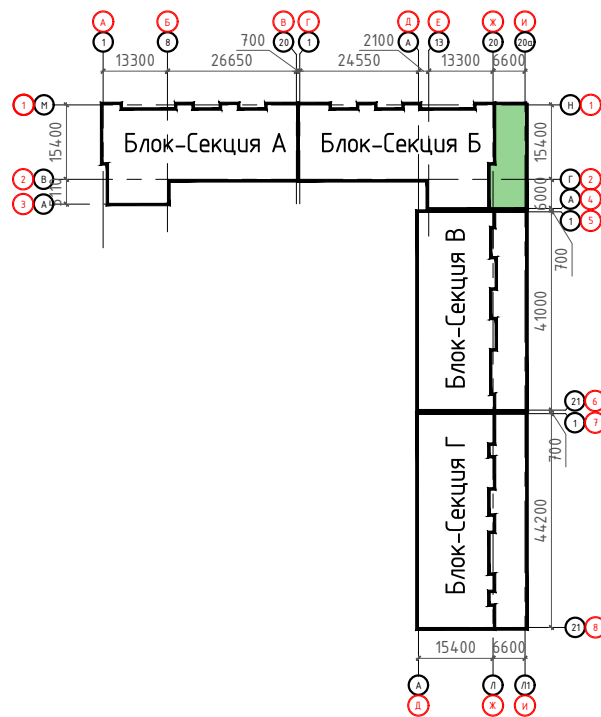 А Б В Г Д Е Ж И
1 8 20 1 А 13 20 20а
700 2100
13300 26650 24550 13300 6600
1 М Н 1
15400 15400
Блок-Секция А Блок-Секция Б
2 В Г 2
5110 6000
3 А А 4
1 5
700
Блок-Секция В
41000
21 6
1 7
700
Блок-Секция Г
44200
21 8
15400 6600
А Л Л1
Д Ж И